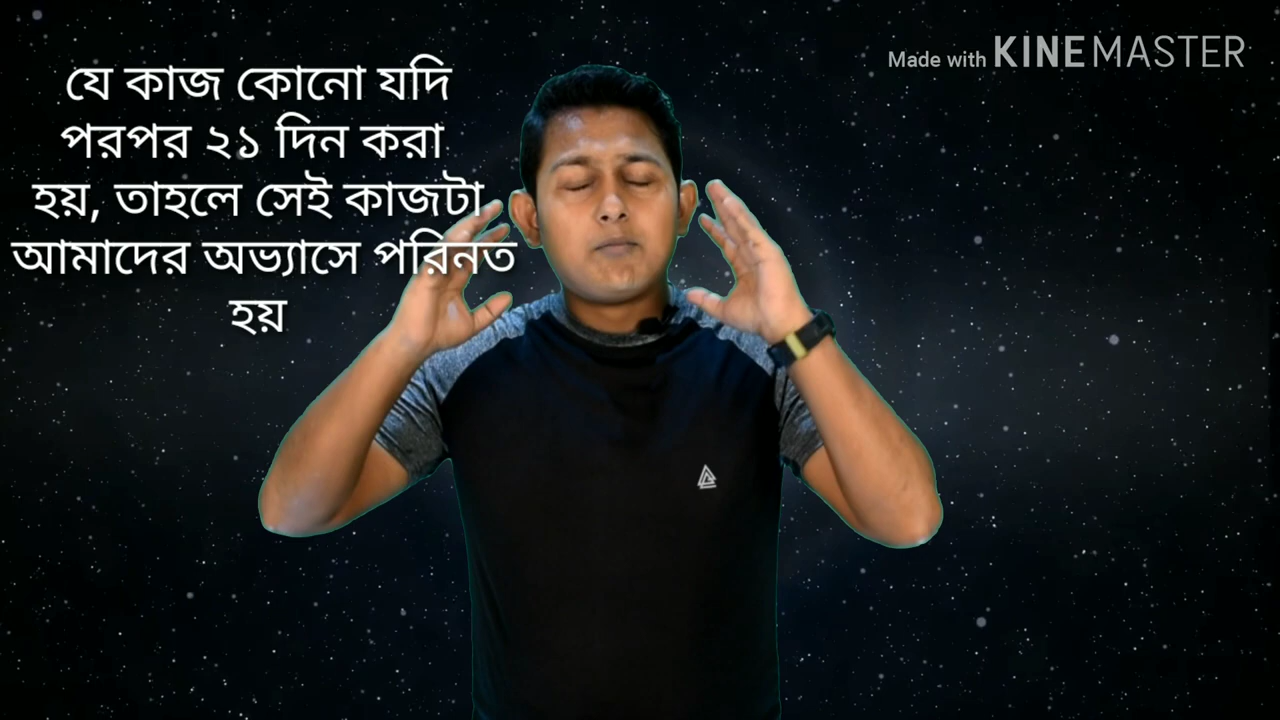 যে কাজ কোনো যদি
পরপর ২১ দিন করা
হয়, তাহলে সেই কাজটা
আমাদের অভ্যাসে পরিনত
হয়
Made with KINEMASTER